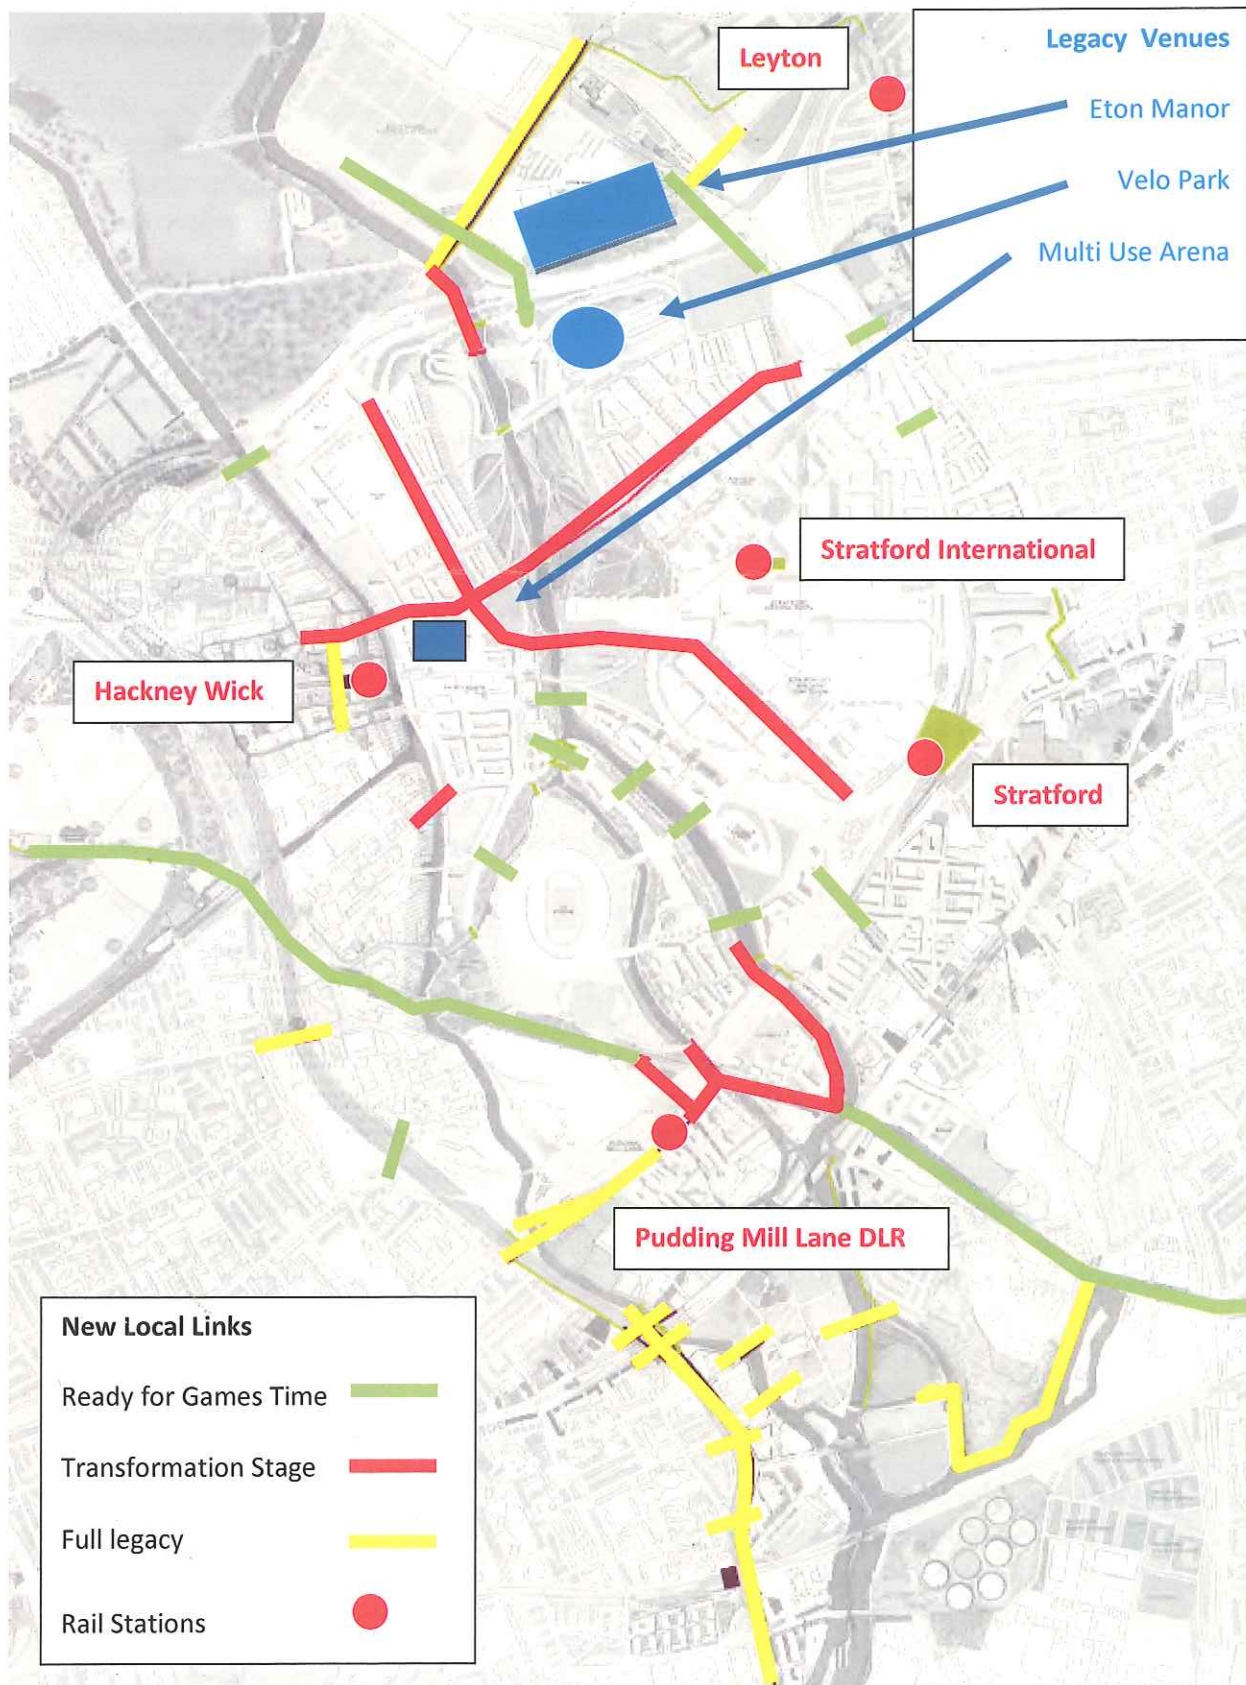 Leyton
Legacy Venues
Eton Manor
Velo Park
Multi Use Arena
Stratford International
Hackney Wick
Stratford
Pudding Mill Lane DLR
New Local Links
Ready for Games Time
Transformation Stage
Full legacy
Rail Stations